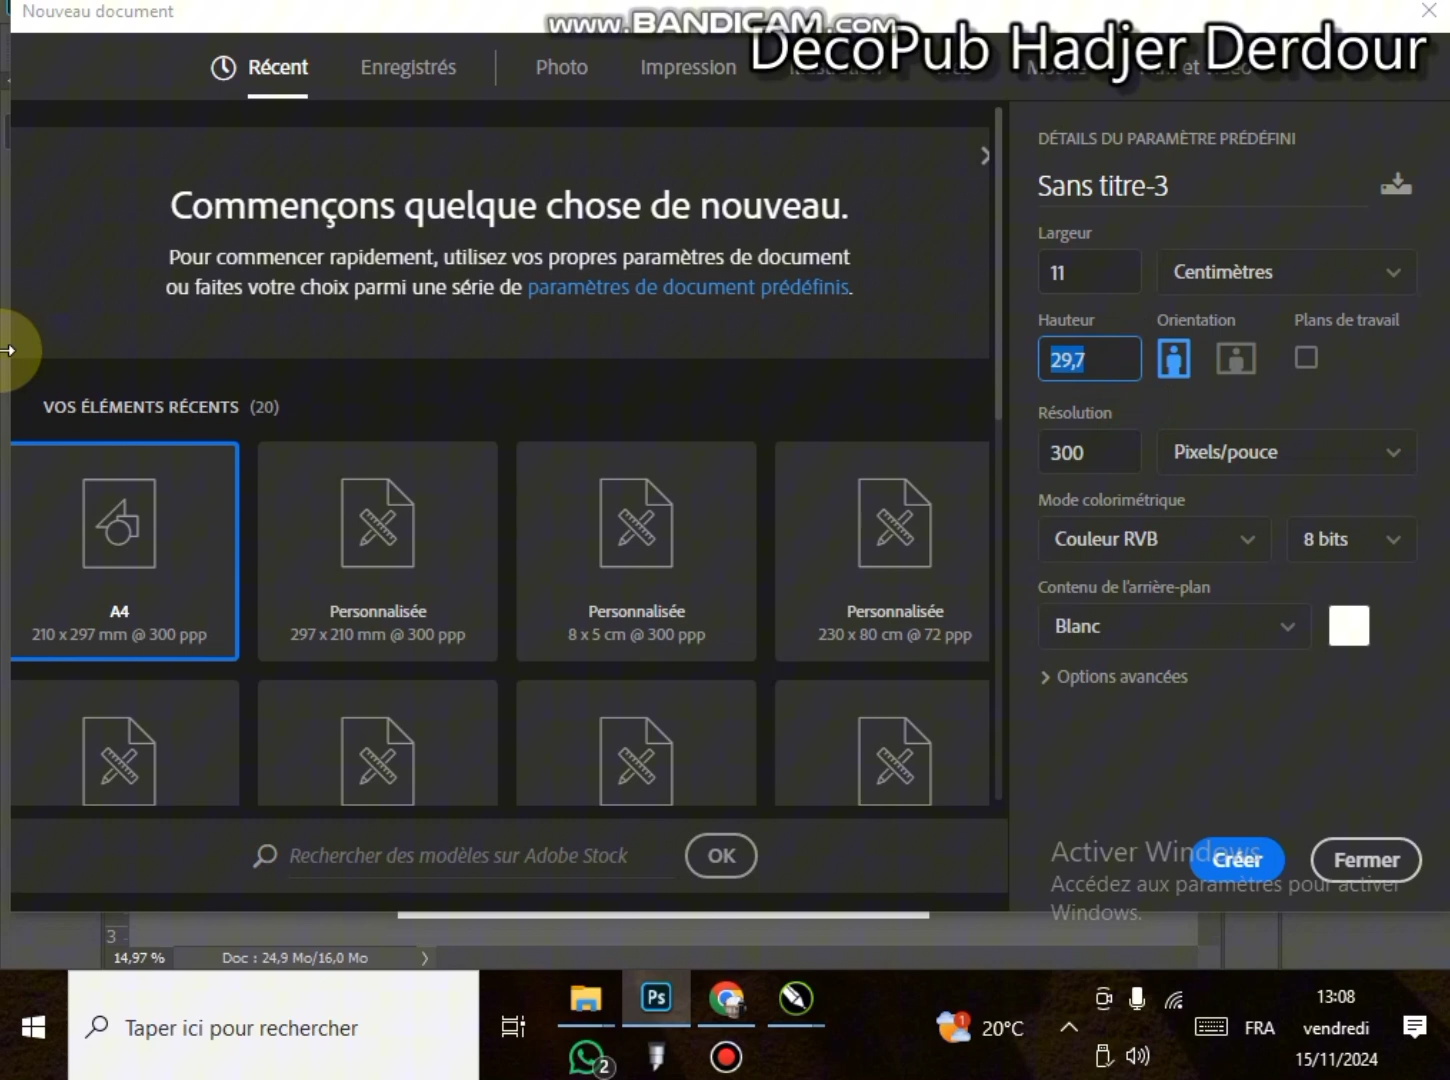 Nouveau document
www.BANDICAM.com
DecoPub Hadjer Derdour
Récent
Enregistrés
Photo
Impression
DÉTAILS DU PARAMÈTRE PRÉDÉFINI
Commençons quelque chose de nouveau.
Pour commencer rapidement, utilisez vos propres paramètres de document
ou faites votre choix parmi une série de paramètres de document prédéfinis.
Sans titre-3
Largeur
11
Centimètres
Hauteur
Orientation
Plans de travail
29,7
VOS ÉLÉMENTS RÉCENTS (20)
Résolution
300
Pixels/pouce
Mode colorimétrique
Couleur RVB
8 bits
Contenu de l'arrière-plan
Blanc
Options avancées
A4
210 x 297 mm @ 300 ppp
Personnalisée
297 x 210 mm @ 300 ppp
Personnalisée
8 x 5 cm @ 300 ppp
Personnalisée
230 x 80 cm @ 72 ppp
Rechercher des modèles sur Adobe Stock
OK
Créer
Fermer
Activer Windows
Accédez aux paramètres pour activer
Windows.
3
14,97 %
Doc : 24,9 Mo/16,0 Mo
Taper ici pour rechercher
Ps
2
1
20°C
FRA
13:08
vendredi
15/11/2024